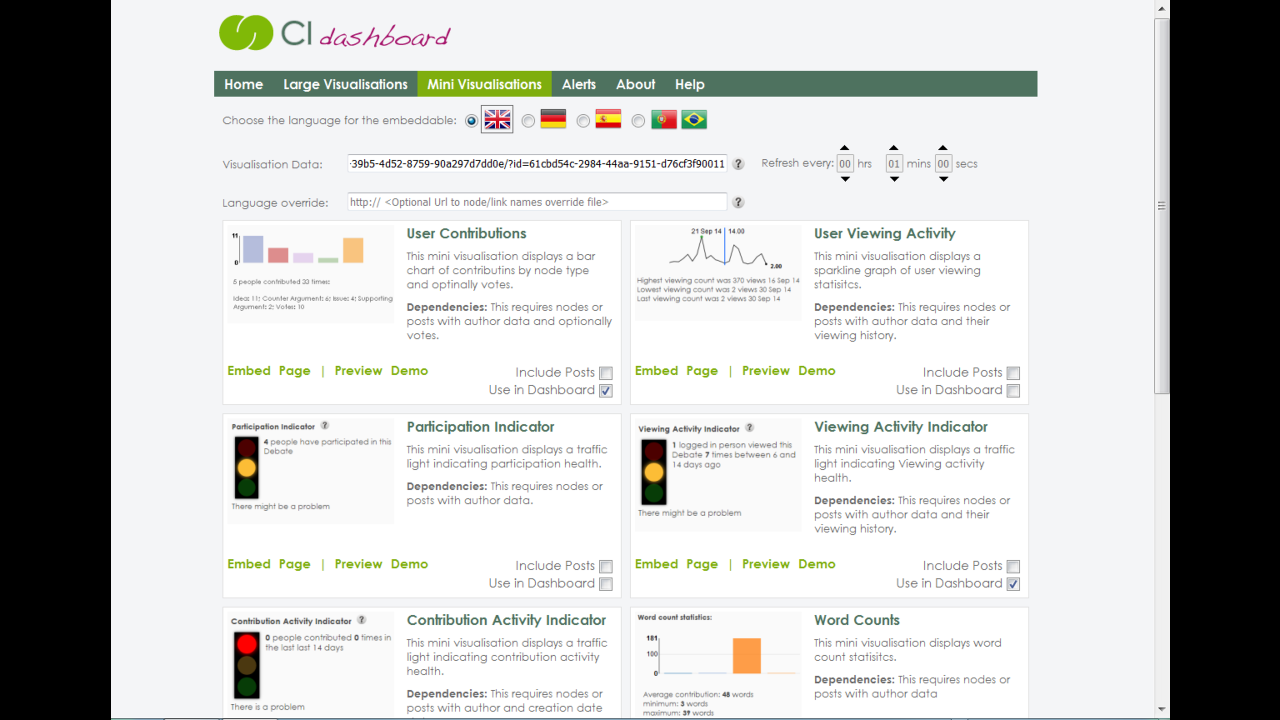 CI dashboard
Home Large Visualisations Mini Visualisations Alerts About Help
Choose the language for the embeddable:
Visualisation Data: -39b5-4d52-8759-90a297d7dd0e/?id=61cbd54c-2984-44aa-9151-d76cf3f90011 ? Refresh every: 00 hrs 01 mins 00 secs
Language override: http:// <Optional Url to node/link names override file> ?
11
0
5 people contributed 33 times:
Ideas: 11; Counter Argument: 6; Issue: 4; Supporting
Argument: 2; Votes: 10
User Contributions
This mini visualisation displays a bar
chart of contributins by node type
and optinally votes.
Dependencies: This requires nodes or
posts with author data and optionally
votes.
Embed Page | Preview Demo
Include Posts
Use in Dashboard
21 Sep 14 14.00
2.00
Highest viewing count was 370 views 16 Sep 14
Lowest viewing count was 2 views 30 Sep 14
Last viewing count was 2 views 30 Sep 14
User Viewing Activity
This mini visualisation displays a
sparkline graph of user viewing
statisitcs.
Dependencies: This requires nodes or
posts with author data and their
viewing history.
Embed Page | Preview Demo
Include Posts
Use in Dashboard
Participation Indicator ?
4 people have participated in this
Debate
There might be a problem
Participation Indicator
This mini visualisation displays a traffic
light indicating participation health.
Dependencies: This requires nodes or
posts with author data.
Embed Page | Preview Demo
Include Posts
Use in Dashboard
Viewing Activity Indicator ?
1 logged in person viewed this
Debate 7 times between 6 and
14 days ago
There might be a problem
Viewing Activity Indicator
This mini visualisation displays a traffic
light indicating Viewing activity
health.
Dependencies: This requires nodes or
posts with author data and their
viewing history.
Embed Page | Preview Demo
Include Posts
Use in Dashboard
Contribution Activity Indicator ?
0 people contributed 0 times in
the last last 14 days
There is a problem
Contribution Activity Indicator
This mini visualisation displays a traffic
light indicating contribution activity
health.
Dependencies: This requires nodes or
posts with author and creation date
Word count statistics:
181
100
0
Average contribution: 48 words
minimum: 3 words
maximum: 39 words
Word Counts
This mini visualisation displays word
count statisitcs.
Dependencies: This requires nodes or
posts with author data